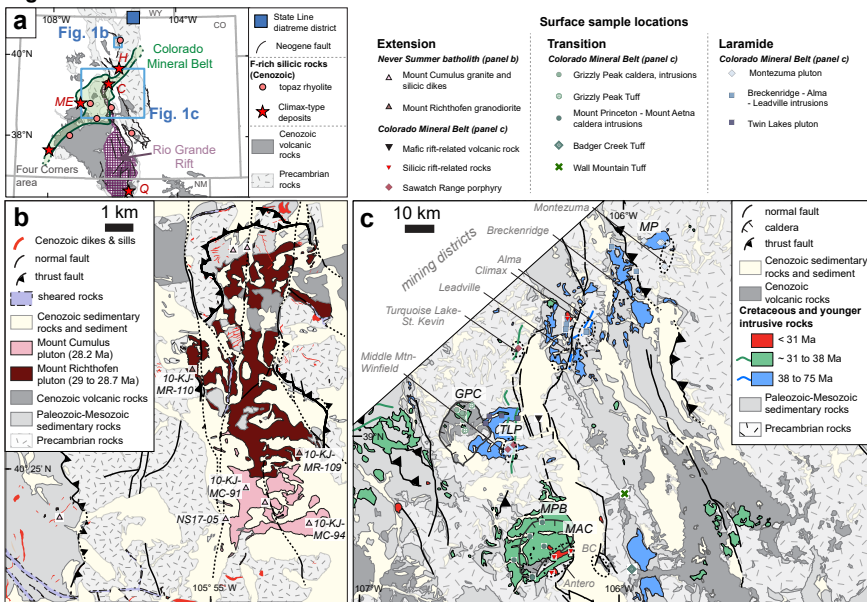 a
108°W
WY
104°W
CO
40°N
38°N
Fig. 1b
Colorado
Mineral Belt
H
C
ME
Fig. 1c
Rio Grande
Rift
Four Corners
area
NM
Q
State Line
diatreme district
Neogene fault
F-rich silicic rocks
(Cenozoic)
topaz rhyolite
Climax-type
deposits
Cenozoic
volcanic
rocks
Precambrian
rocks
Surface sample locations
Extension
Never Summer batholith (panel b)
Mount Cumulus granite and
silicic dikes
Mount Richthofen granodiorite
Colorado Mineral Belt (panel c)
Mafic rift-related volcanic rock
Silicic rift-related rocks
Sawatch Range porphyry
Transition
Colorado Mineral Belt (panel c)
Grizzly Peak caldera, intrusions
Grizzly Peak Tuff
Mount Princeton - Mount Aetna
caldera intrusions
Badger Creek Tuff
Wall Mountain Tuff
Laramide
Colorado Mineral Belt (panel c)
Montezuma pluton
Breckenridge - Alma -
Leadville intrusions
Twin Lakes pluton
b
1 km
Cenozoic dikes & sills
normal fault
thrust fault
sheared rocks
Cenozoic sedimentary
rocks and sediment
Mount Cumulus
pluton (28.2 Ma)
Mount Richthofen
pluton (29 to 28.7 Ma)
Cenozoic volcanic rocks
Paleozoic-Mesozoic
sedimentary rocks
Precambrian rocks
10-KJ-
MR-110
10-KJ-
MR-109
10-KJ-
MC-91
NS17-05
10-KJ-
MC-94
40°25' N
105°55' W
c
10 km
mining districts
Montezuma
Breckenridge
Alma
Climax
Leadville
Turquoise Lake-
St. Kevin
Middle Mtn-
Winfield
106°W
MP
GPC
TLP
39°N
MPB
MAC
BC
Antero
107°W
106°W
normal fault
caldera
thrust fault
Cenozoic sedimentary
rocks and sediment
Cenozoic
volcanic rocks
Cretaceous and younger
intrusive rocks
< 31 Ma
~ 31 to 38 Ma
38 to 75 Ma
Paleozoic-Mesozoic
sedimentary rocks
Precambrian rocks